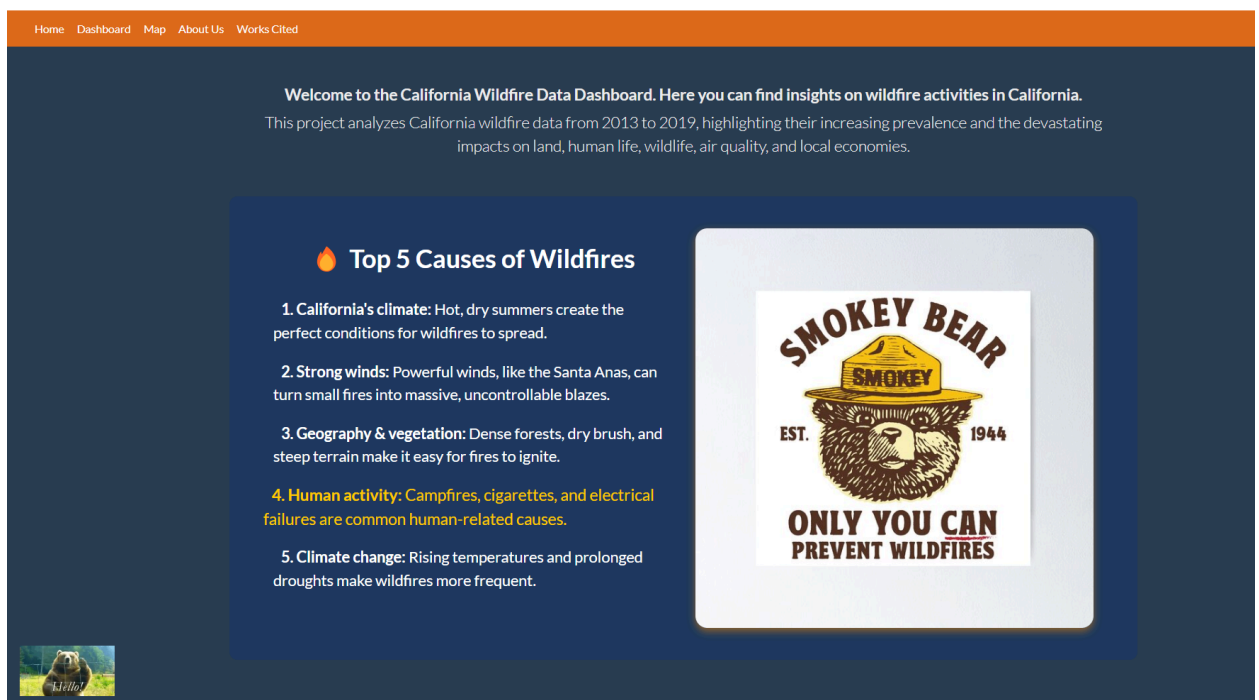 Home Dashboard Map About Us Works Cited
Welcome to the California Wildfire Data Dashboard. Here you can find insights on wildfire activities in California.
This project analyzes California wildfire data from 2013 to 2019, highlighting their increasing prevalence and the devastating
impacts on land, human life, wildlife, air quality, and local economies.
Top 5 Causes of Wildfires
1. California's climate: Hot, dry summers create the
perfect conditions for wildfires to spread.
2. Strong winds: Powerful winds, like the Santa Anas, can
turn small fires into massive, uncontrollable blazes.
3. Geography & vegetation: Dense forests, dry brush, and
steep terrain make it easy for fires to ignite.
4. Human activity: Campfires, cigarettes, and electrical
failures are common human-related causes.
5. Climate change: Rising temperatures and prolonged
droughts make wildfires more frequent.
SMOKEY BEAR
SMOKEY
EST. 1944
ONLY YOU CAN
PREVENT WILDFIRES
Hello!